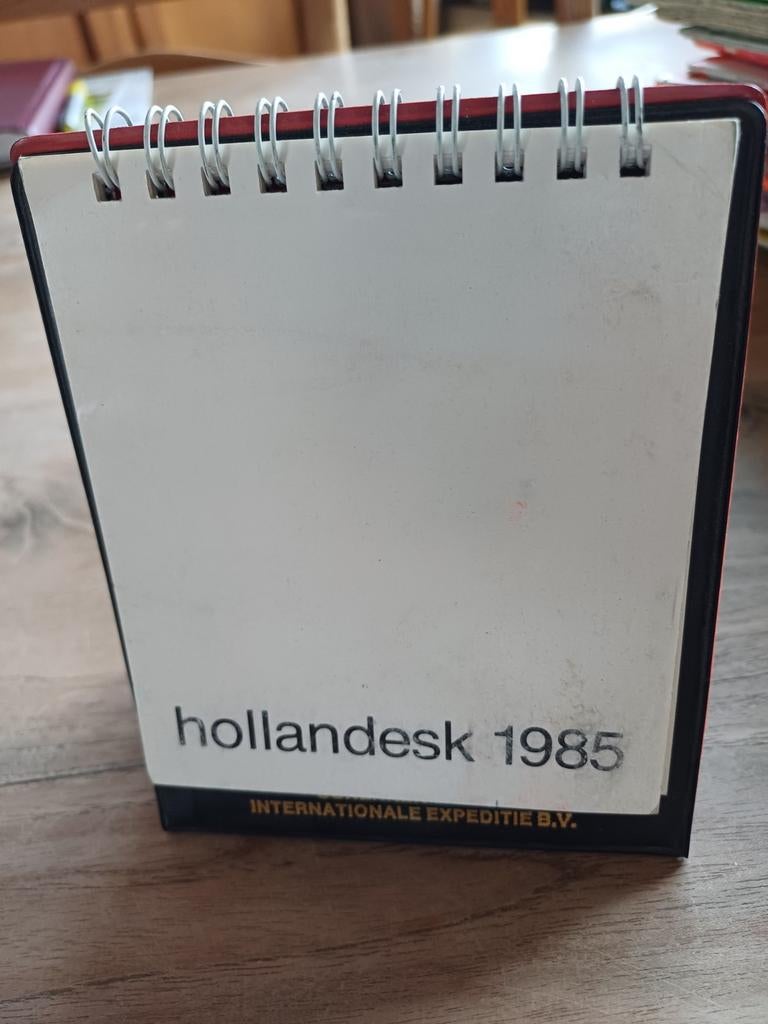 hollandesk 1985
INTERNATIONALE EXPEDITIE B.V.